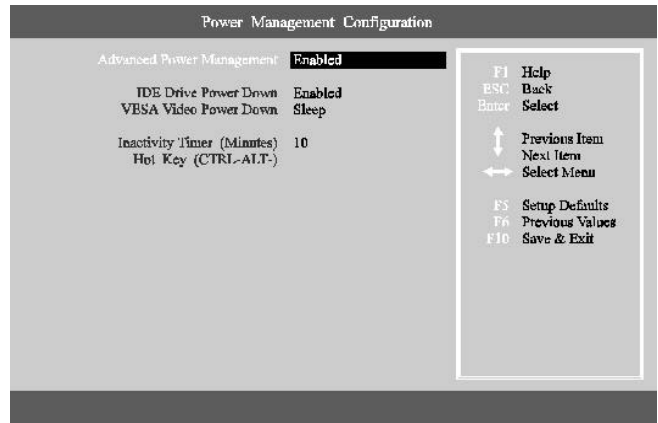 Power Management Configuration
Advanced Power Management Enabled
IDE Drive Power Down Enabled
VBSA Video Power Down Sleep
Inactivity Timer (Minutes) 10
Hot Key (CTRL-ALT-)
F1 Help
ESC Back
Enter Select
Previous Item
Next Item
Select Menu
F5 Setup Defaults
F6 Previous Values
F10 Save & Exit